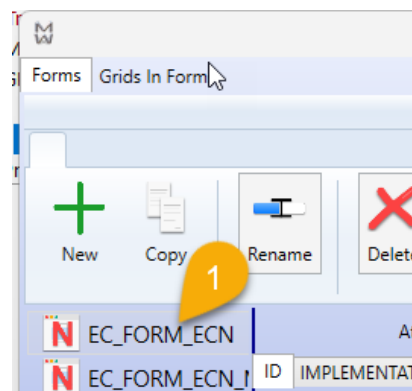 Forms Grids In Form
New Copy Rename Delete
1
EC_FORM_ECN
EC_FORM_ECN_
ID IMPLEMENTAT